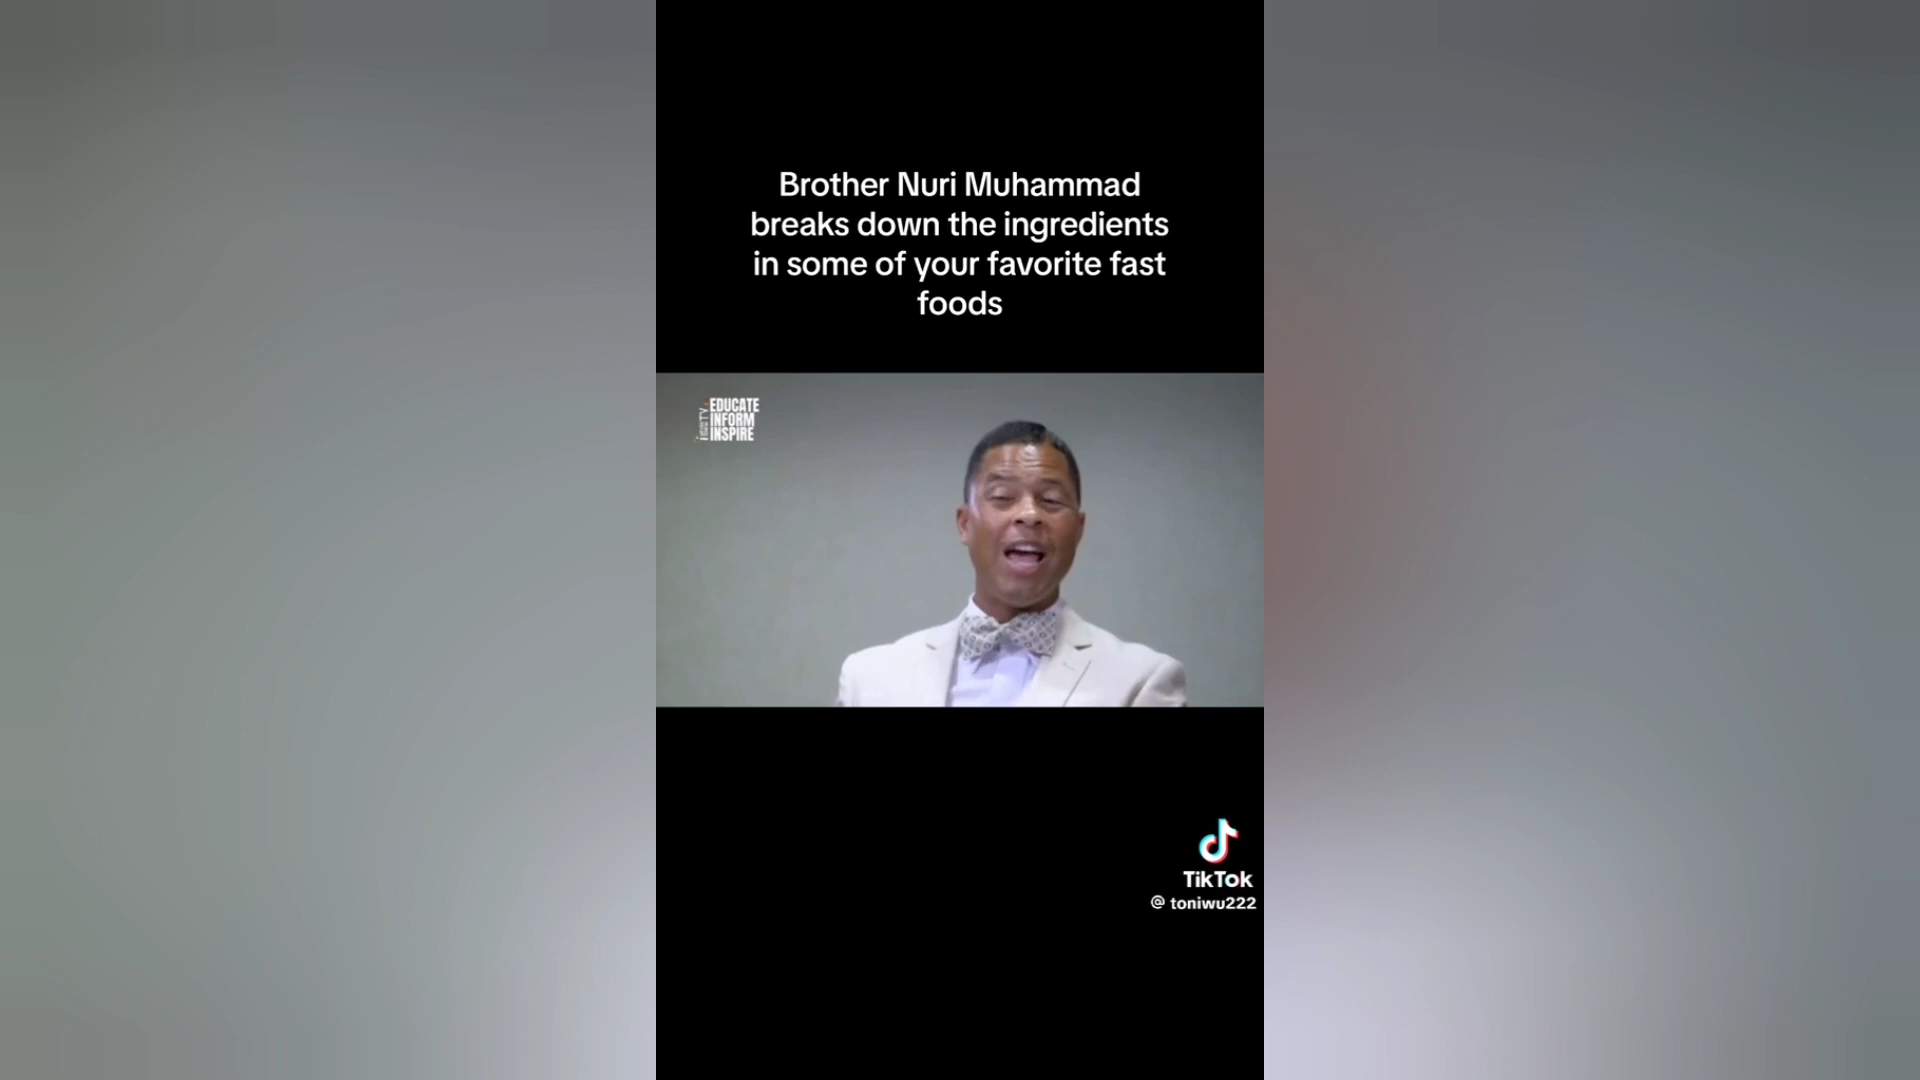 Brother Nuri Muhammad
breaks down the ingredients
in some of your favorite fast
foods
EDUCATE
INFORM
INSPIRE
TikTok
@ toniwu222